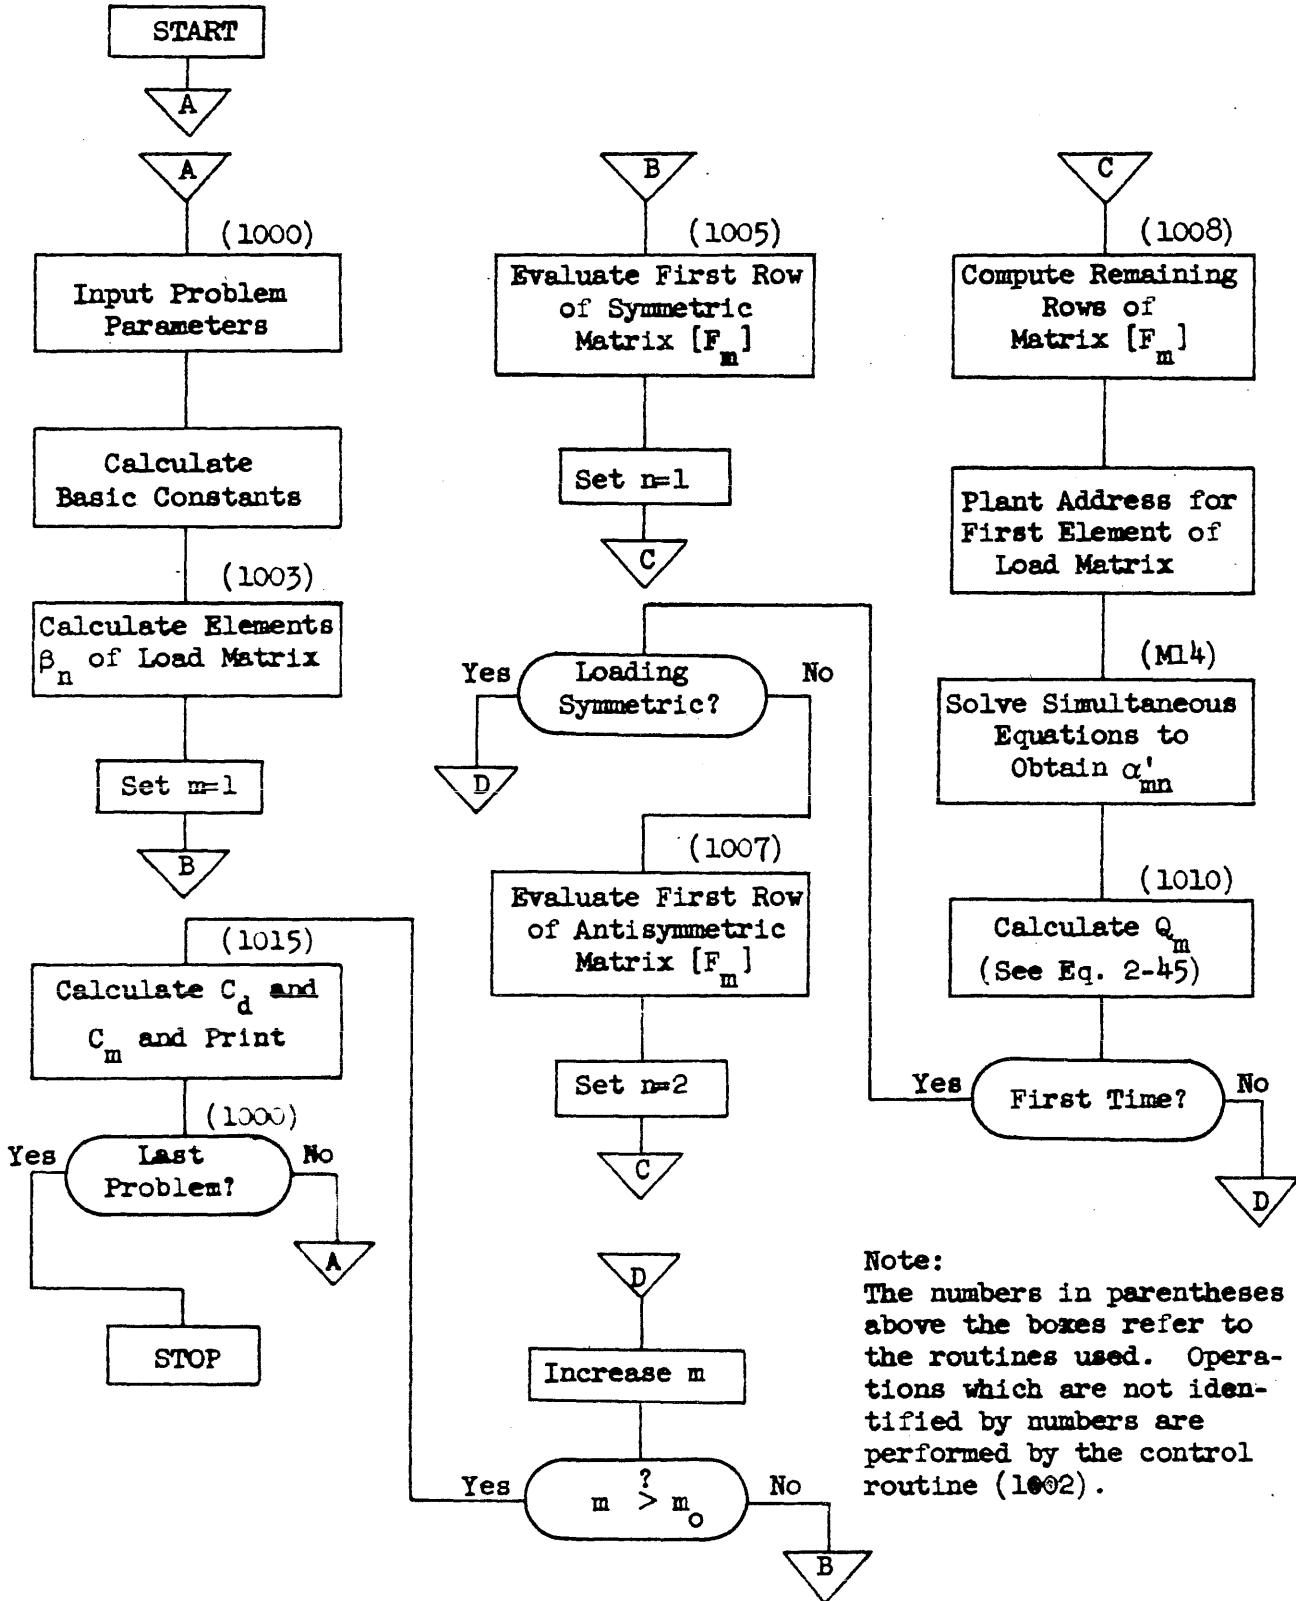 START
A
A
(1000)
Input Problem
Parameters
Calculate
Basic Constants
(1003)
Calculate Elements
βn of Load Matrix
Set m=1
B
(1015)
Calculate Cd and
Cm and Print
(1000)
Yes
Last
Problem?
No
A
STOP
B
(1005)
Evaluate First Row
of Symmetric
Matrix [Fm]
Set n=1
C
Yes
Loading
Symmetric?
No
D
(1007)
Evaluate First Row
of Antisymmetric
Matrix [Fm]
Set n=2
C
D
Increase m
Yes
?
m > mo
No
B
C
(1008)
Compute Remaining
Rows of
Matrix [Fm]
Plant Address for
First Element of
Load Matrix
(M14)
Solve Simultaneous
Equations to
Obtain α'mn
(1010)
Calculate Qm
(See Eq. 2-45)
Yes
First Time?
No
D
Note:
The numbers in parentheses
above the boxes refer to
the routines used. Opera-
tions which are not iden-
tified by numbers are
performed by the control
routine (1002).